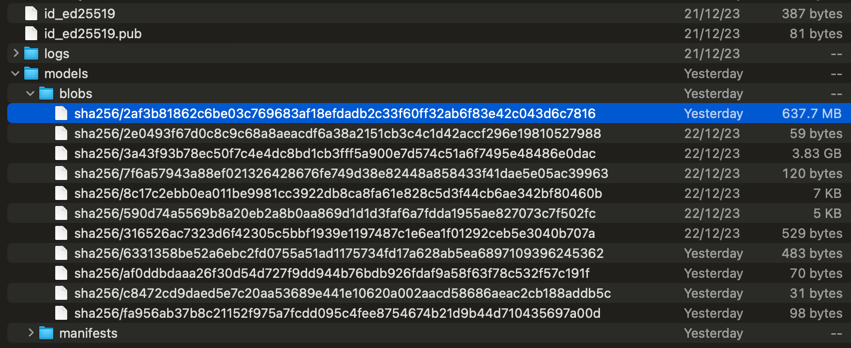 id_ed25519 21/12/23 387 bytes
id_ed25519.pub 21/12/23 81 bytes
logs 21/12/23 --
models Yesterday --
blobs Yesterday --
sha256/2af3b81862c6be03c769683af18efdadb2c33f60ff32ab6f83e42c043d6c7816 Yesterday 637.7 MB
sha256/2e0493f67d0c8c9c68a8aeacdf6a38a2151cb3c4c1d42accf296e19810527988 22/12/23 59 bytes
sha256/3a43f93b78ec50f7c4e4dc8bd1cb3fff5a900e7d574c51a6f7495e48486e0dac 22/12/23 3.83 GB
sha256/7f6a57943a88ef021326428676fe749d38e82448a858433f41dae5e05ac39963 22/12/23 120 bytes
sha256/8c17c2ebb0ea011be9981cc3922db8ca8fa61e828c5d3f44cb6ae342bf80460b 22/12/23 7 KB
sha256/590d74a5569b8a20eb2a8b0aa869d1d1d3faf6a7fdda1955ae827073c7f502fc 22/12/23 5 KB
sha256/316526ac7323d6f42305c5bbf1939e1197487c1e6ea1f01292ceb5e3040b707a 22/12/23 529 bytes
sha256/6331358be52a6ebc2fd0755a51ad1175734fd17a628ab5ea6897109396245362 Yesterday 483 bytes
sha256/af0ddbdaaa26f30d54d727f9dd944b76bdb926fdaf9a58f63f78c532f57c191f Yesterday 70 bytes
sha256/c8472cd9daed5e7c20aa53689e441e10620a002aacd58686aeac2cb188addb5c Yesterday 31 bytes
sha256/fa956ab37b8c21152f975a7fcdd095c4fee8754674b21d9b44d710435697a00d Yesterday 98 bytes
manifests Yesterday --